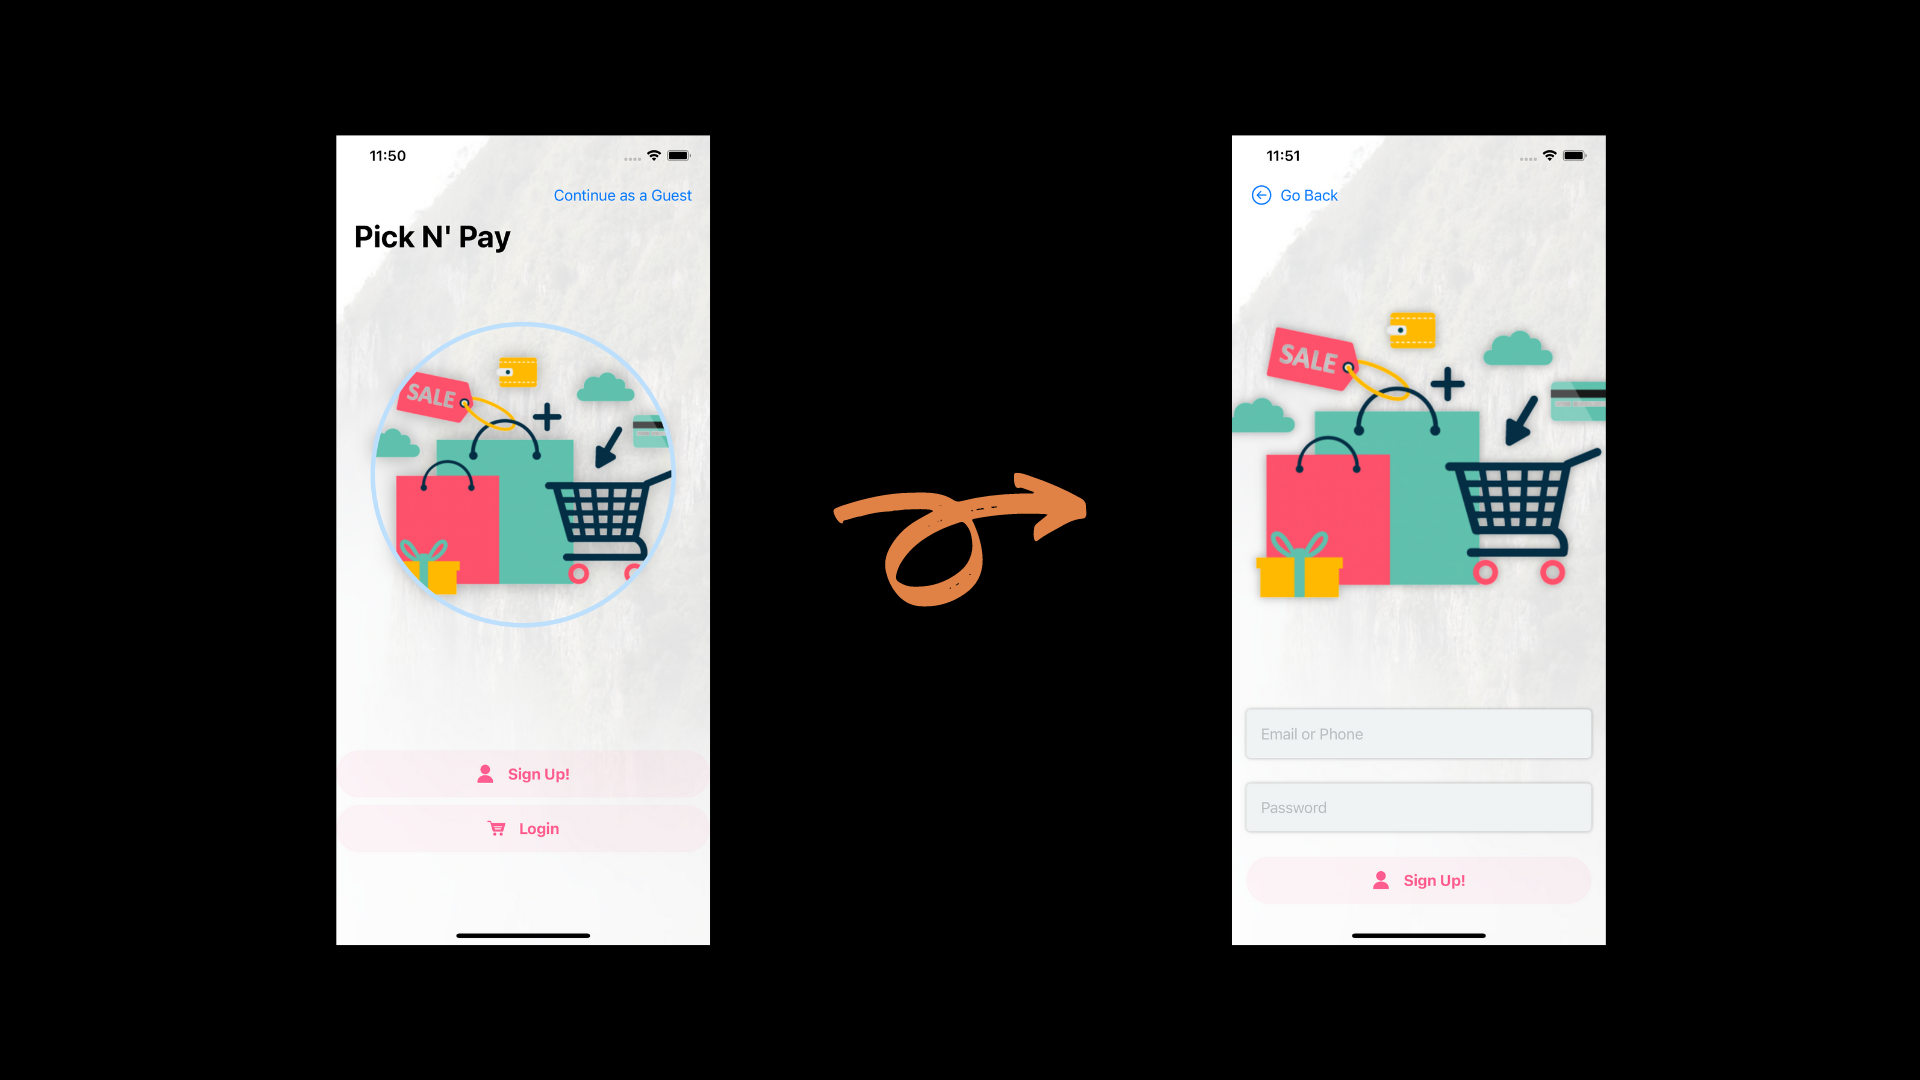 11:50
Continue as a Guest
Pick N' Pay
SALE
Sign Up!
Login
11:51
Go Back
SALE
Email or Phone
Password
Sign Up!